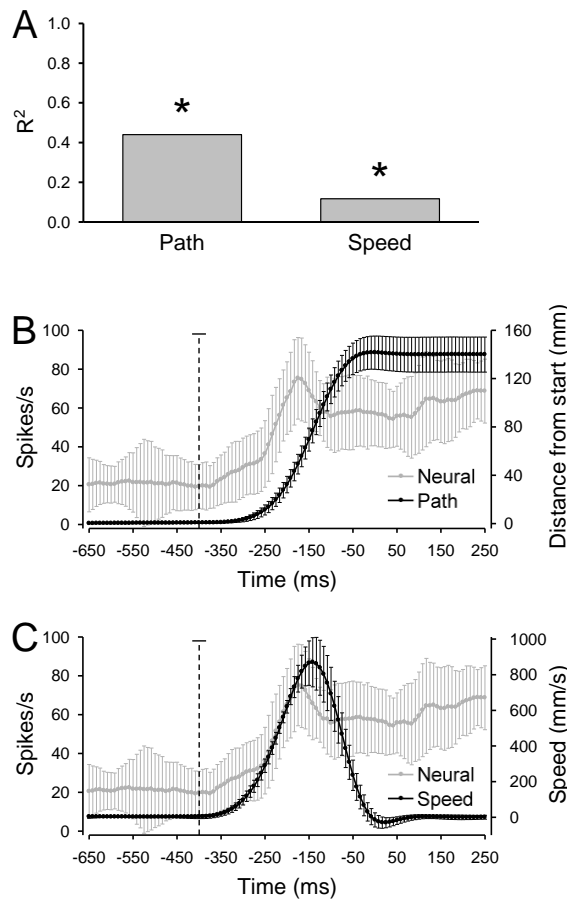 A
R²
1.0
0.8
0.6
0.4
0.2
0.0
*
*
Path
Speed
B
Spikes/s
100
80
60
40
20
0
Distance from start (mm)
160
120
80
40
0
Neural
Path
-650 -550 -450 -350 -250 -150 -50 50 150 250
Time (ms)
C
Spikes/s
100
80
60
40
20
0
Speed (mm/s)
1000
800
600
400
200
0
Neural
Speed
-650 -550 -450 -350 -250 -150 -50 50 150 250
Time (ms)